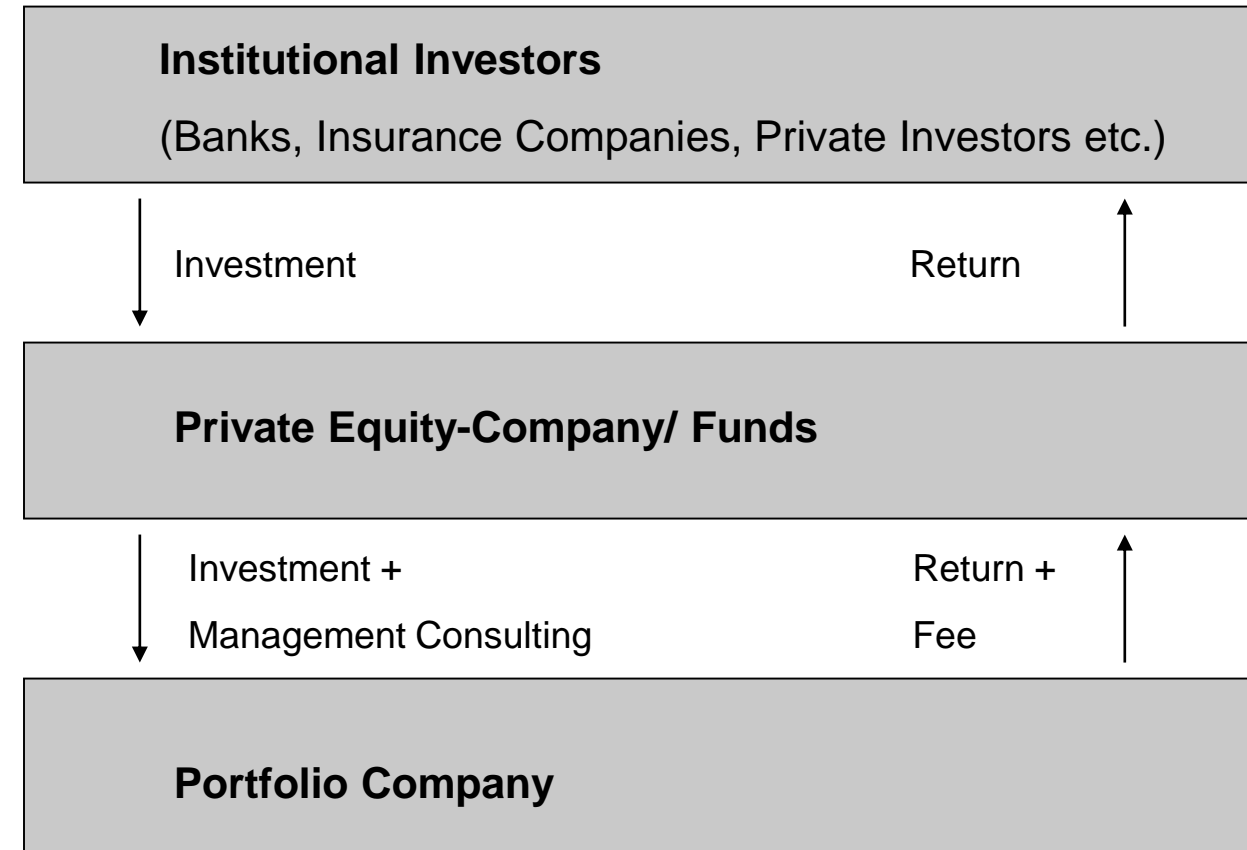 Institutional Investors
(Banks, Insurance Companies, Private Investors etc.)
Investment
Return
Private Equity-Company/ Funds
Investment +
Management Consulting
Return +
Fee
Portfolio Company